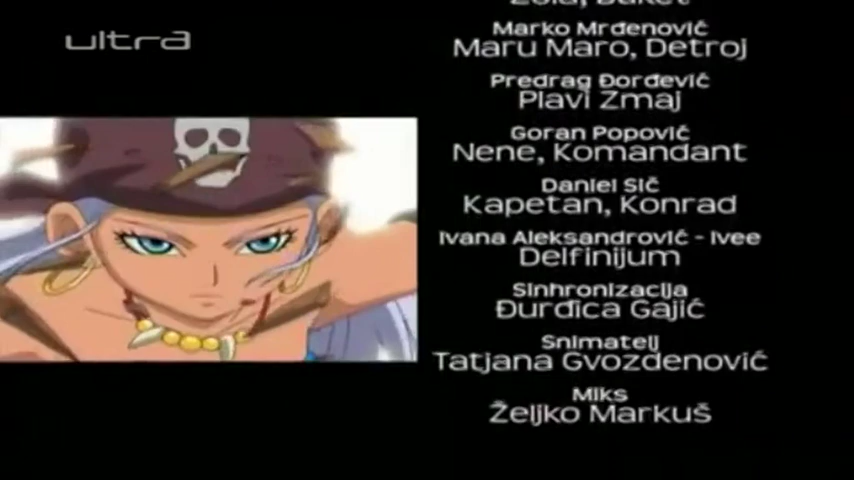 ultra
Marko Mrđenović
Maru Maro, Detroj
Predrag Đorđević
Plavi Zmaj
Goran Popović
Nene, Komandant
Daniel Sič
Kapetan, Konrad
Ivana Aleksandrović - Ivee
Delfinijum
Sinhronizacija
Đurđica Gajić
Snimatelj
Tatjana Gvozdenović
Miks
Željko Markuš